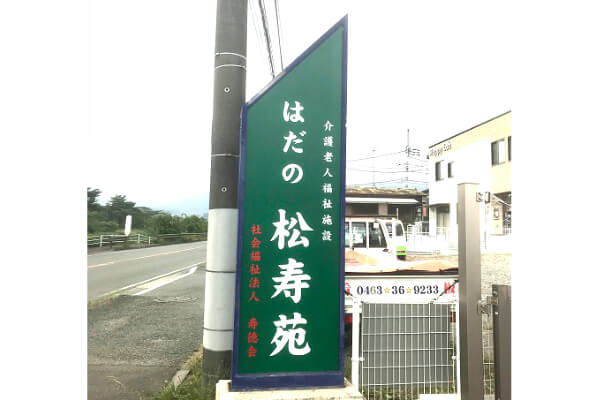 介護老人福祉施設
はだの
松寿苑
社会福祉法人 寿徳会
0463☆36☆9233